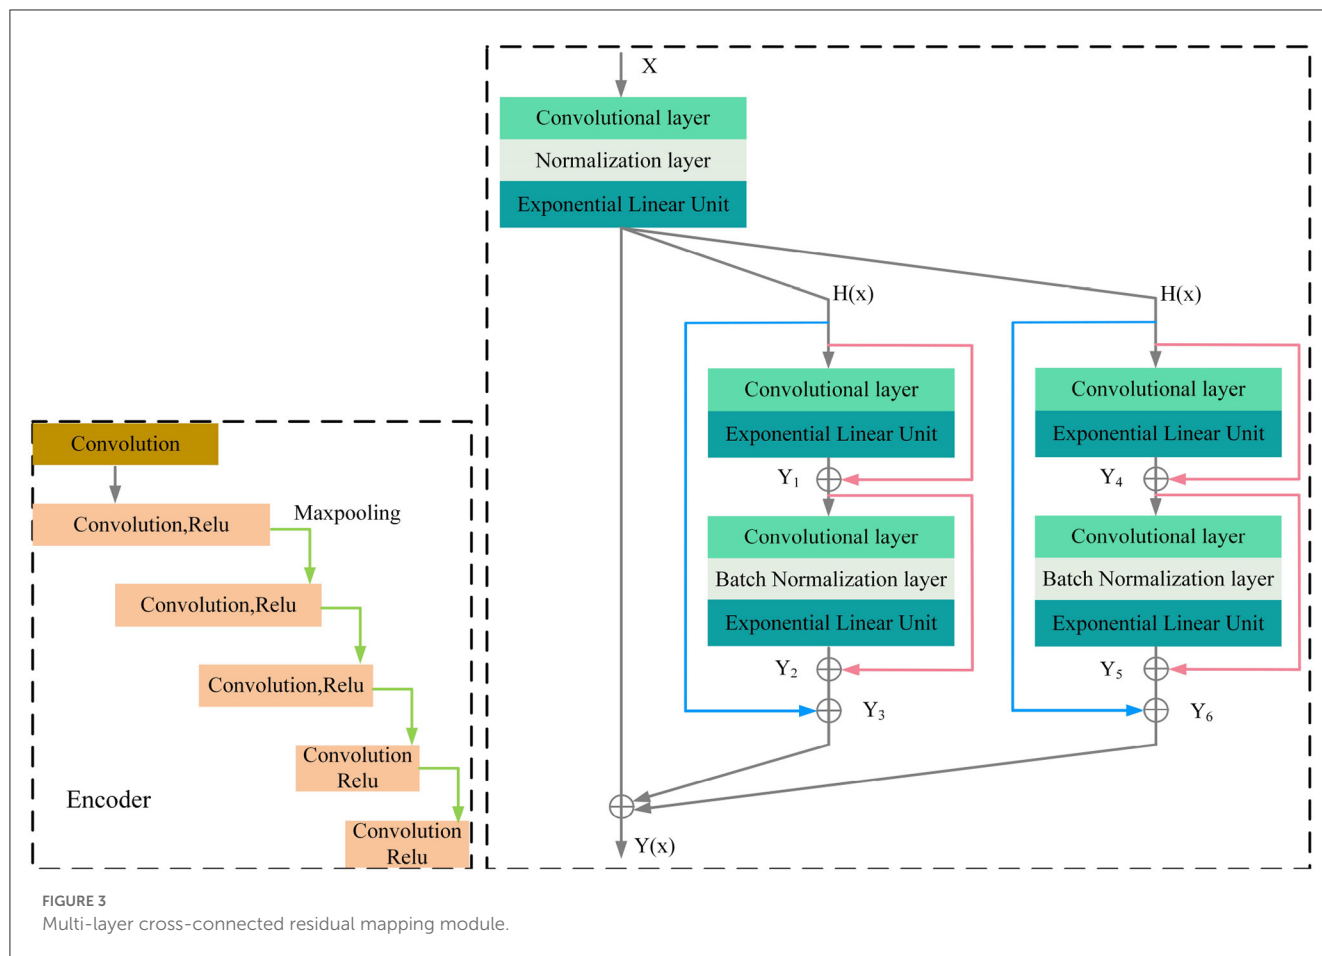 X
Convolutional layer
Normalization layer
Exponential Linear Unit
H(x)
H(x)
Convolutional layer
Exponential Linear Unit
Y1
Convolutional layer
Batch Normalization layer
Exponential Linear Unit
Y2
Y3
Convolutional layer
Exponential Linear Unit
Y4
Convolutional layer
Batch Normalization layer
Exponential Linear Unit
Y5
Y6
Y(x)
Convolution
Convolution,Relu
Maxpooling
Convolution,Relu
Convolution,Relu
Convolution
Relu
Convolution
Relu
Encoder
FIGURE 3
Multi-layer cross-connected residual mapping module.